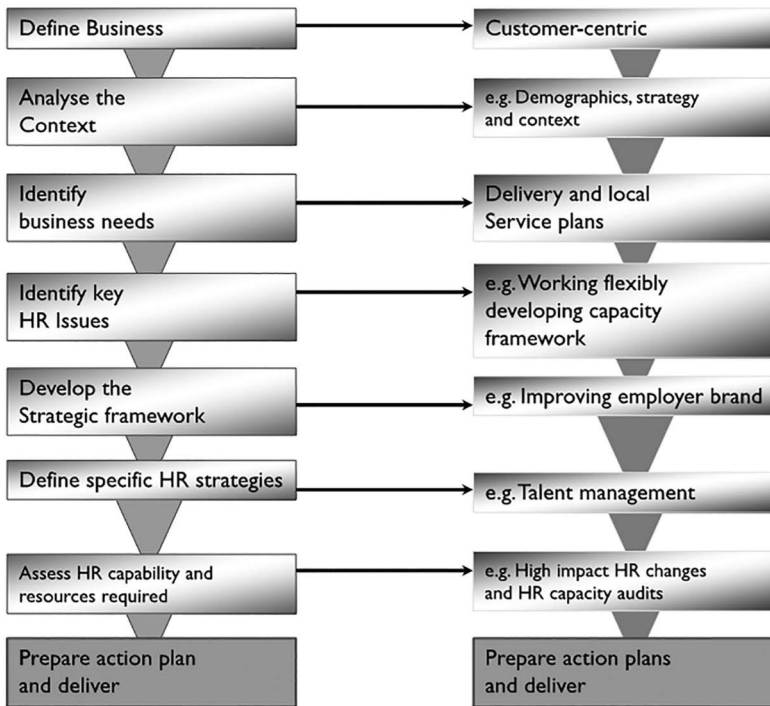 Define Business
Customer-centric
Analyse the
Context
e.g. Demographics, strategy
and context
Identify
business needs
Delivery and local
Service plans
Identify key
HR Issues
e.g. Working flexibly
developing capacity
framework
Develop the
Strategic framework
e.g. Improving employer brand
Define specific HR strategies
e.g. Talent management
Assess HR capability and
resources required
e.g. High impact HR changes
and HR capacity audits
Prepare action plan
and deliver
Prepare action plans
and deliver